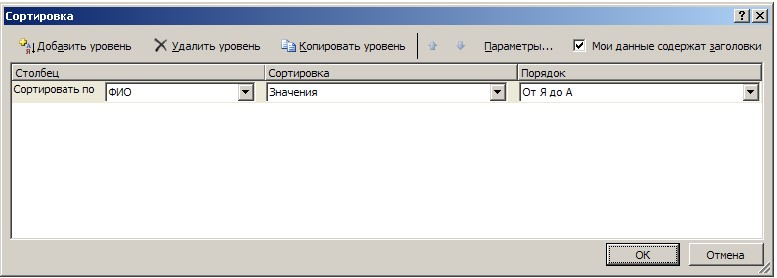 Сортировка
Добавить уровень Удалить уровень Копировать уровень Параметры... Мои данные содержат заголовки
Столбец Сортировка Порядок
Сортировать по ФИО Значения От Я до А
ОК Отмена